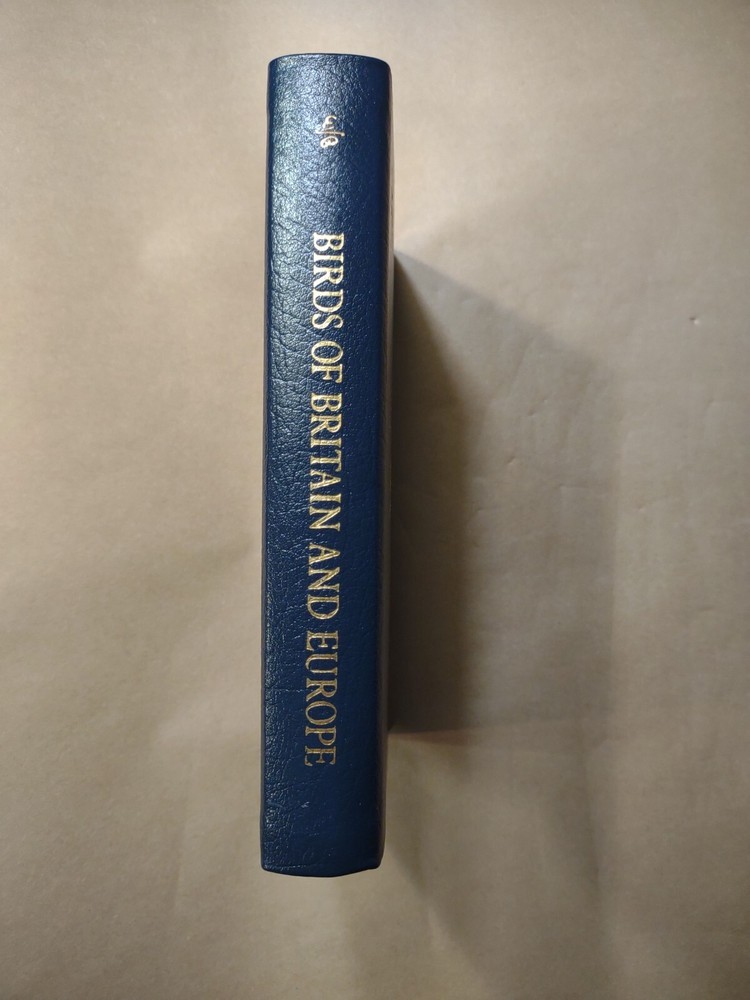 BIRDS OF BRITAIN AND EUROPE